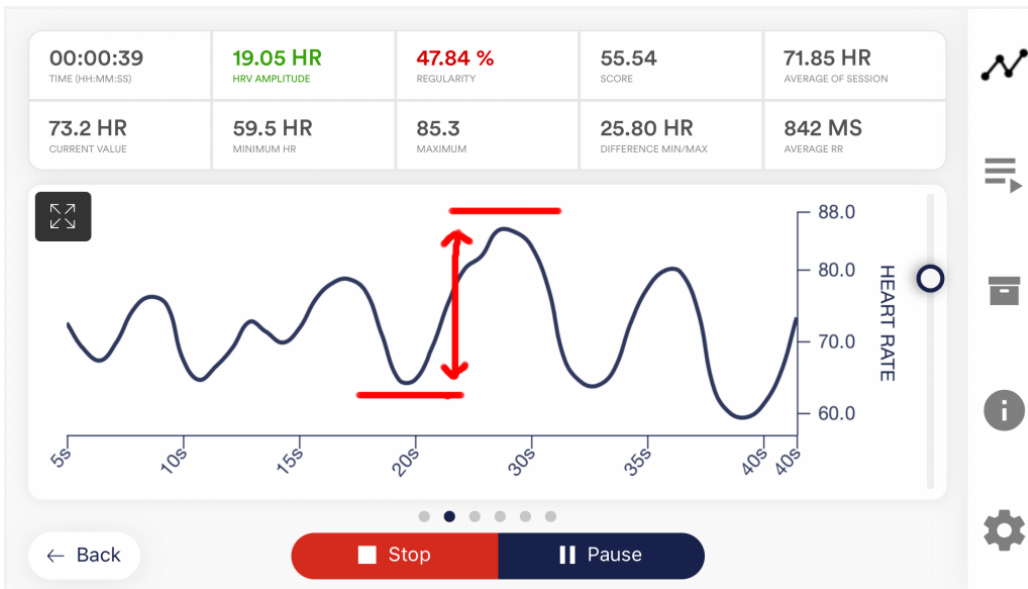 00:00:39 19.05 HR 47.84 % 55.54 71.85 HR
TIME (HH:MM:SS) HRV AMPLITUDE REGULARITY SCORE AVERAGE OF SESSION
73.2 HR 59.5 HR 85.3 25.80 HR 842 MS
CURRENT VALUE MINIMUM HR MAXIMUM DIFFERENCE MIN/MAX AVERAGE RR
88.0
80.0
70.0
60.0
HEART RATE
5s 10s 15s 20s 30s 35s 40s 40s
← Back
Stop
Pause